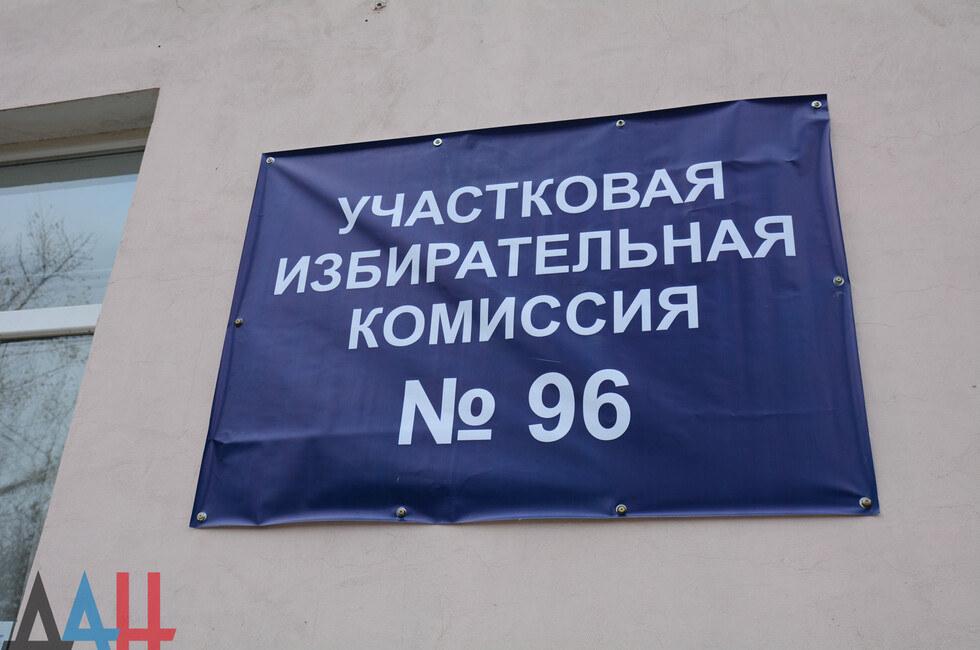 УЧАСТКОВАЯ
ИЗБИРАТЕЛЬНАЯ
КОМИССИЯ
№ 96
ДАН